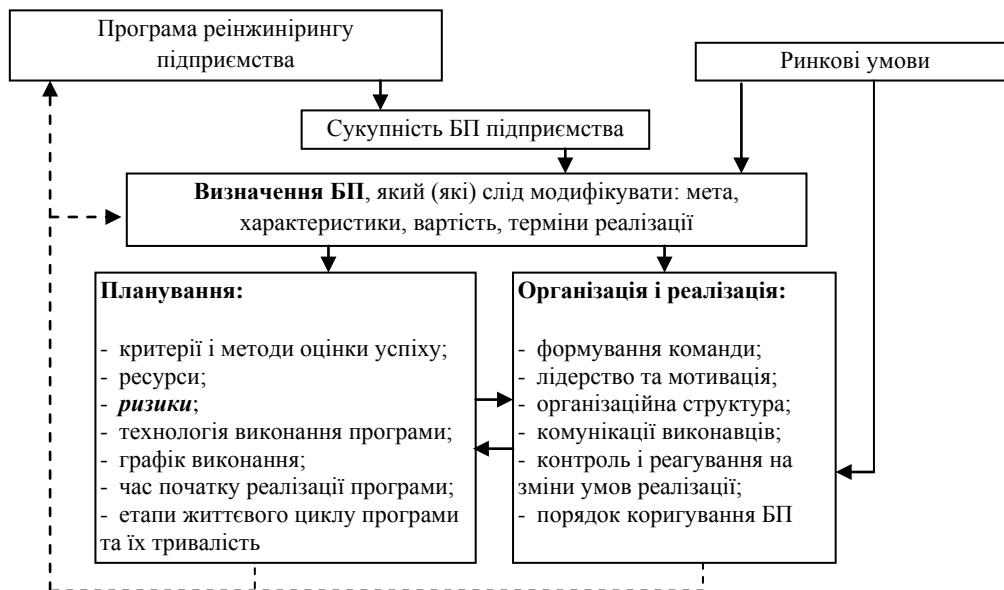 Програма реінжинірингу
підприємства
Ринкові умови
Сукупність БП підприємства
Визначення БП, який (які) слід модифікувати: мета,
характеристики, вартість, терміни реалізації
Планування:
- критерії і методи оцінки успіху;
- ресурси;
- ризики;
- технологія виконання програми;
- графік виконання;
- час початку реалізації програми;
- етапи життєвого циклу програми
та їх тривалість
Організація і реалізація:
- формування команди;
- лідерство та мотивація;
- організаційна структура;
- комунікації виконавців;
- контроль і реагування на
зміни умов реалізації;
- порядок коригування БП